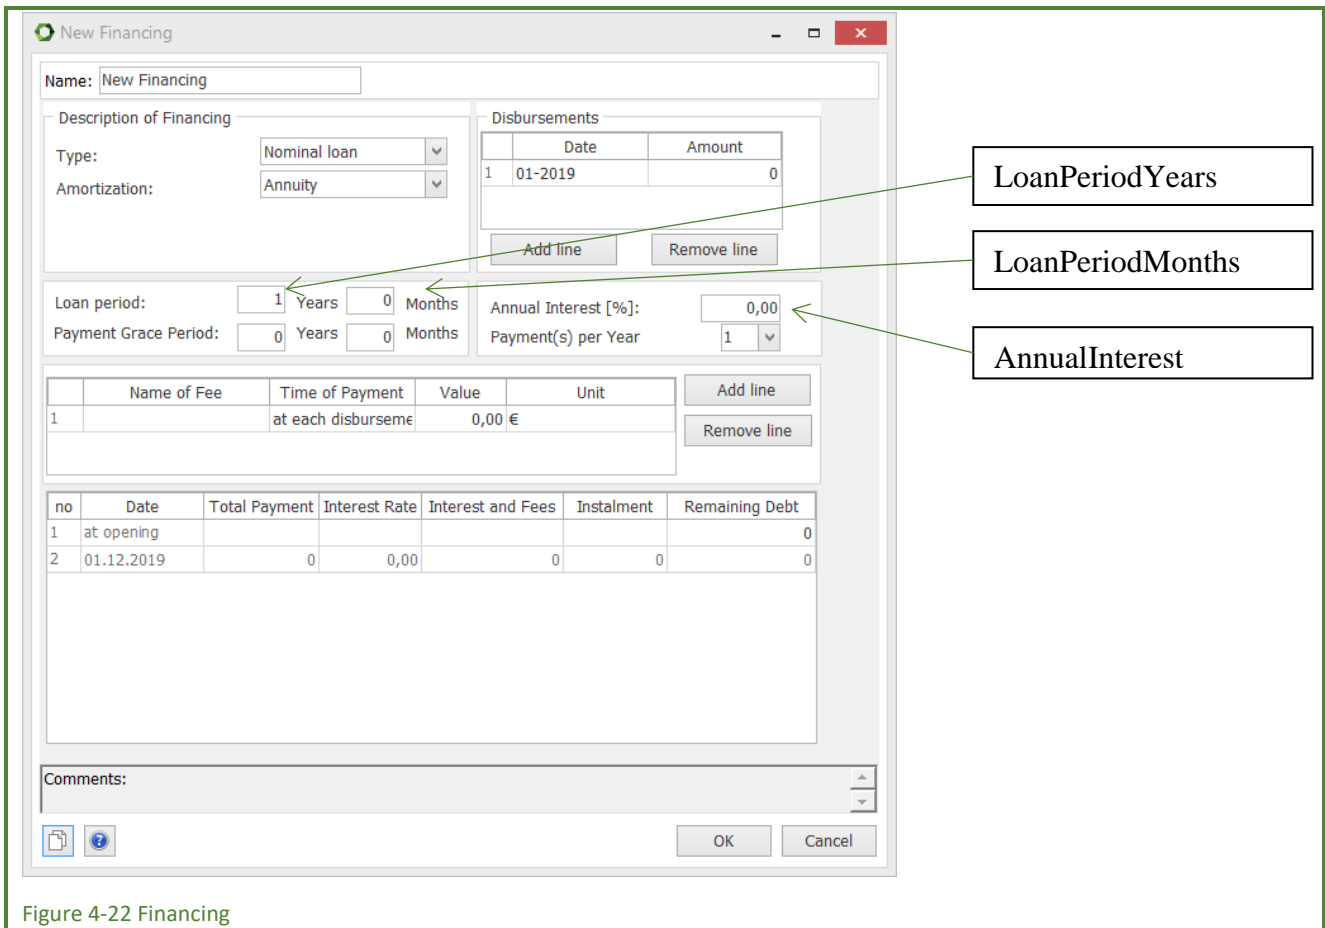 New Financing
Name: New Financing
Description of Financing
Type: Nominal loan
Amortization: Annuity
Disbursements
Date Amount
1 01-2019 0
Add line Remove line
LoanPeriodYears
LoanPeriodMonths
AnnualInterest
Loan period: 1 Years 0 Months
Payment Grace Period: 0 Years 0 Months
Annual Interest [%]: 0,00
Payment(s) per Year 1
Name of Fee Time of Payment Value Unit
1 at each disburseme 0,00 €
Add line
Remove line
no Date Total Payment Interest Rate Interest and Fees Instalment Remaining Debt
1 at opening 0
2 01.12.2019 0 0,00 0 0 0
Comments:
OK Cancel
Figure 4-22 Financing